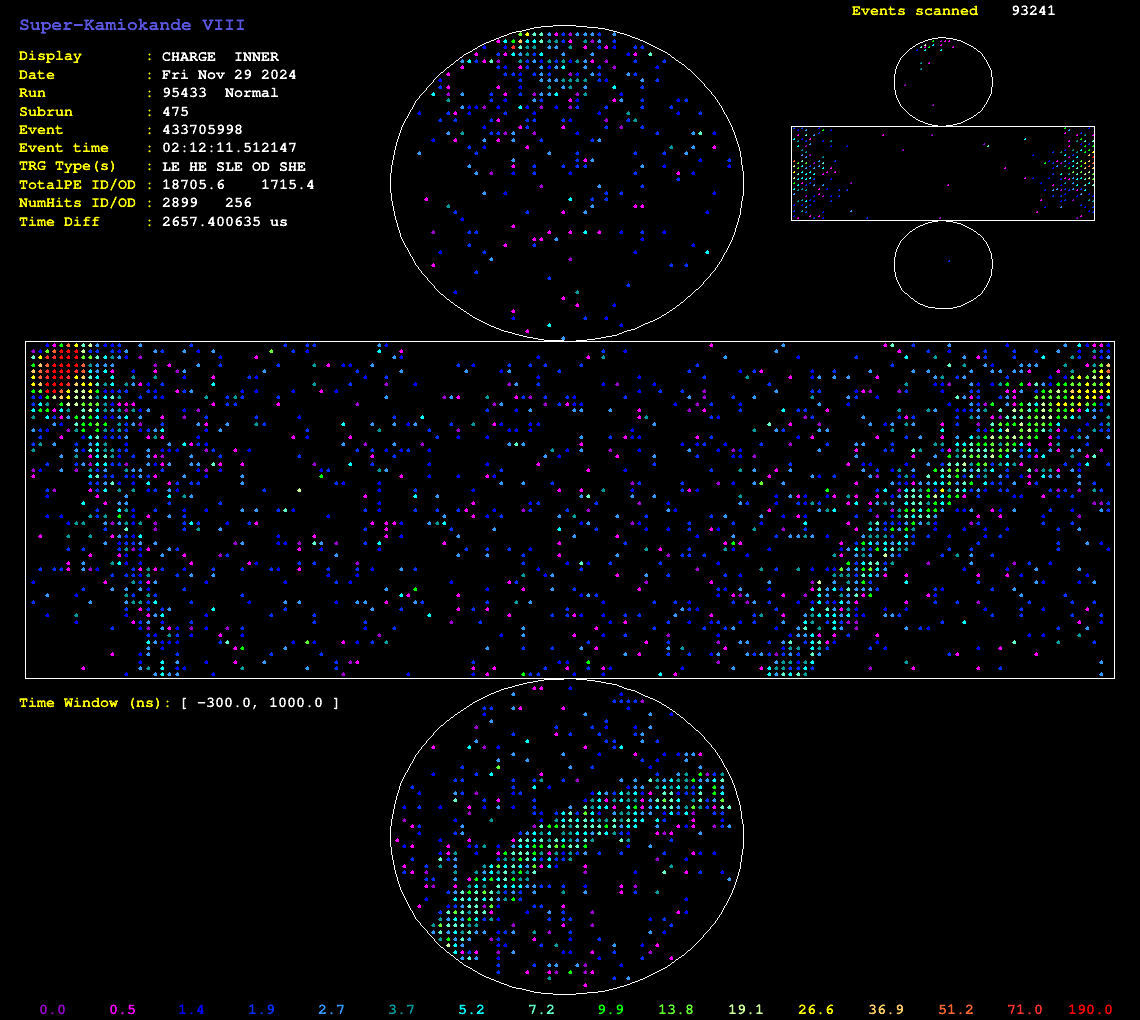 Super-Kamiokande VIII
Events scanned 93241
Display : CHARGE INNER
Date : Fri Nov 29 2024
Run : 95433 Normal
Subrun : 475
Event : 433705998
Event time : 02:12:11.512147
TRG Type(s) : LE HE SLE OD SHE
TotalPE ID/OD : 18705.6 1715.4
NumHits ID/OD : 2899 256
Time Diff : 2657.400635 us
Time Window (ns): [ -300.0, 1000.0 ]
0.0 0.5 1.4 1.9 2.7 3.7 5.2 7.2 9.9 13.8 19.1 26.6 36.9 51.2 71.0 190.0